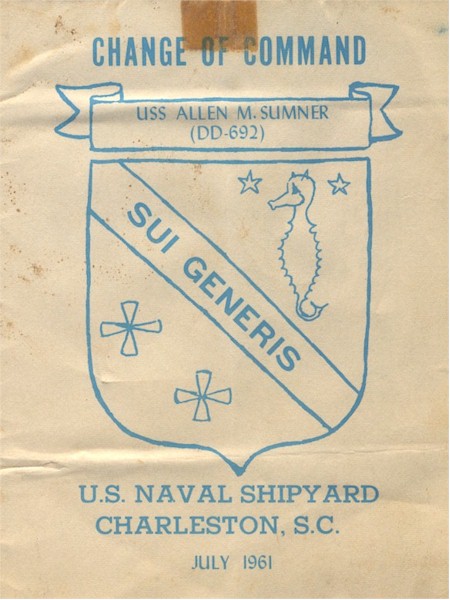 CHANGE OF COMMAND
USS ALLEN M. SUMNER
(DD-692)
SUI GENERIS
U.S. NAVAL SHIPYARD
CHARLESTON, S.C.
JULY 1961